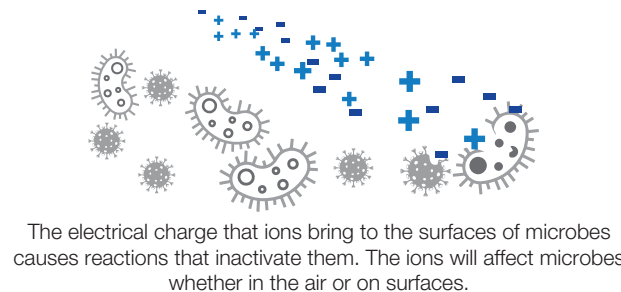 The electrical charge that ions bring to the surfaces of microbes
causes reactions that inactivate them. The ions will affect microbes
whether in the air or on surfaces.